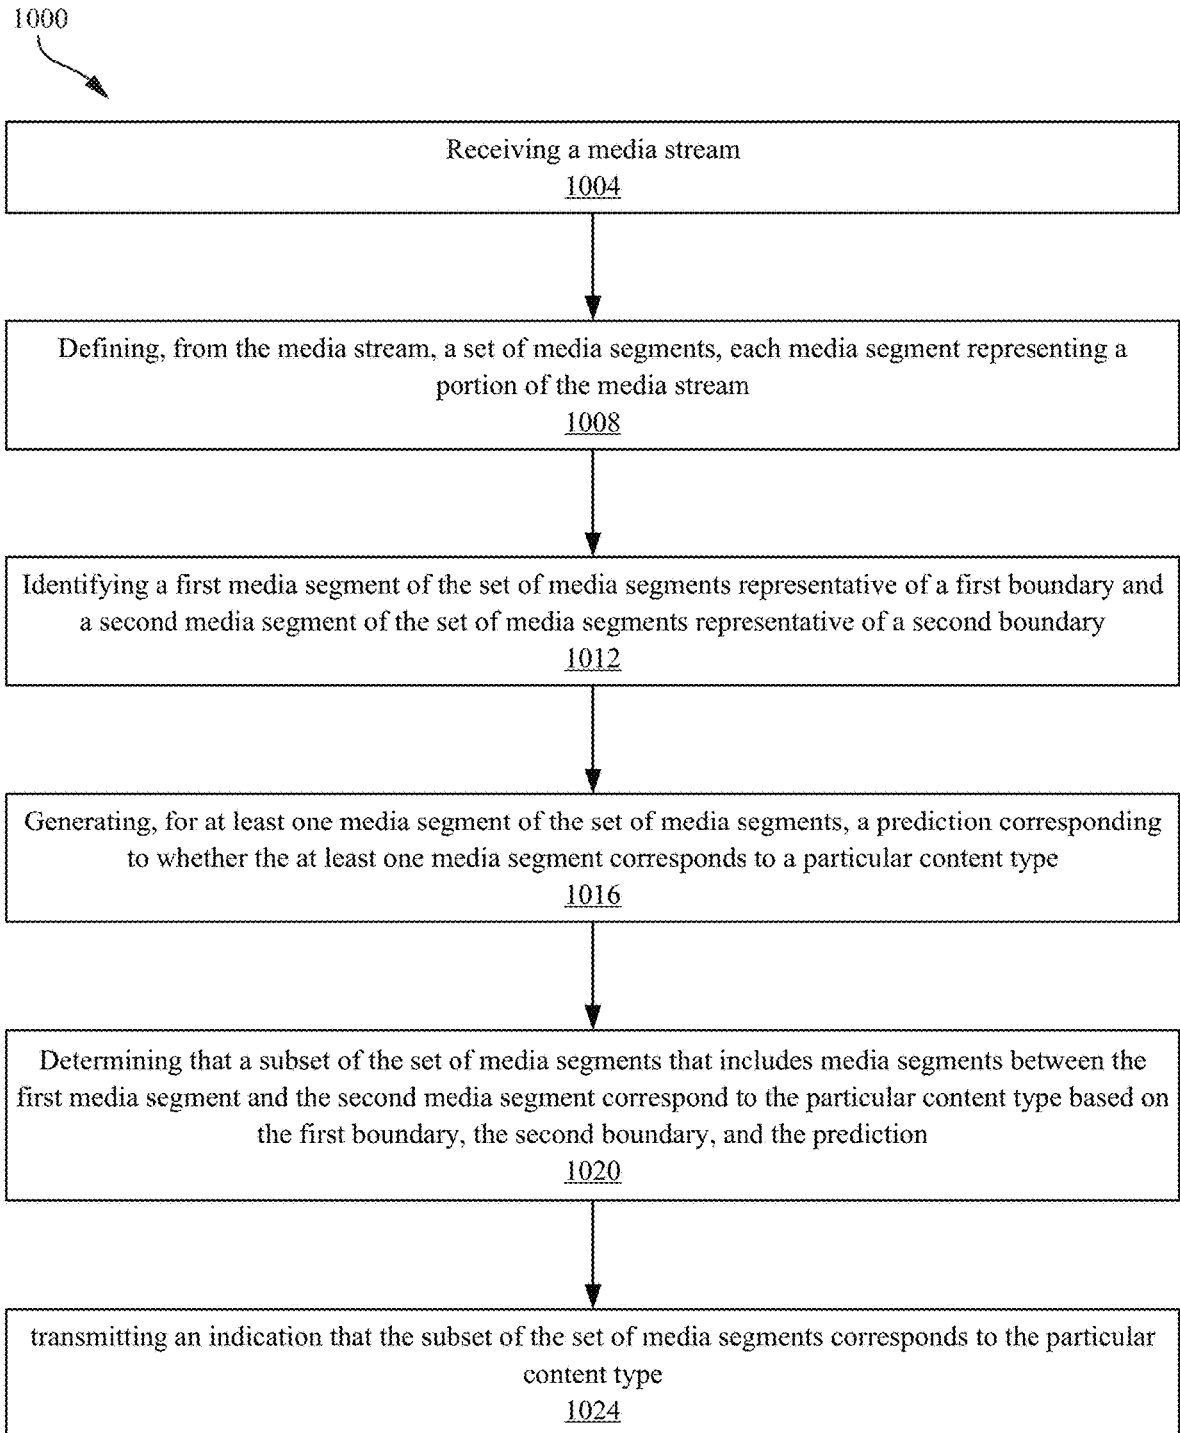 1000
Receiving a media stream
1004
Defining, from the media stream, a set of media segments, each media segment representing a
portion of the media stream
1008
Identifying a first media segment of the set of media segments representative of a first boundary and
a second media segment of the set of media segments representative of a second boundary
1012
Generating, for at least one media segment of the set of media segments, a prediction corresponding
to whether the at least one media segment corresponds to a particular content type
1016
Determining that a subset of the set of media segments that includes media segments between the
first media segment and the second media segment correspond to the particular content type based on
the first boundary, the second boundary, and the prediction
1020
transmitting an indication that the subset of the set of media segments corresponds to the particular
content type
1024